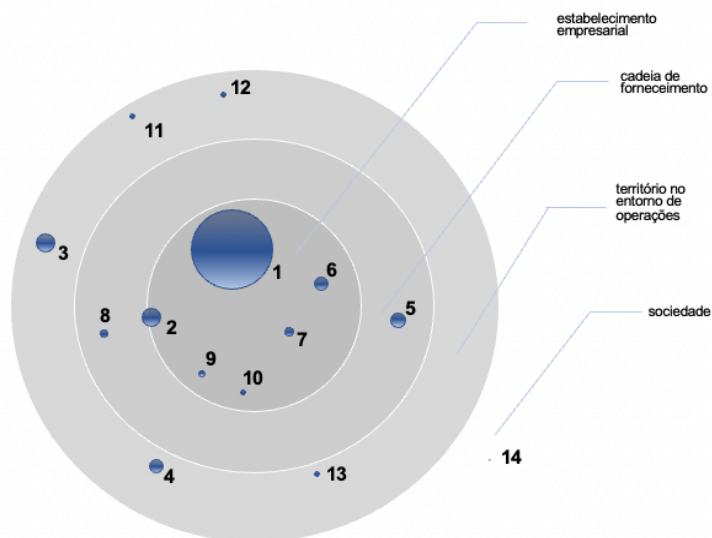 estabelecimento
empresarial
cadeia de
forneceimento
território no
entorno de
operações
sociedade
12
11
3
1
6
5
8
2
7
9
10
4
13
14